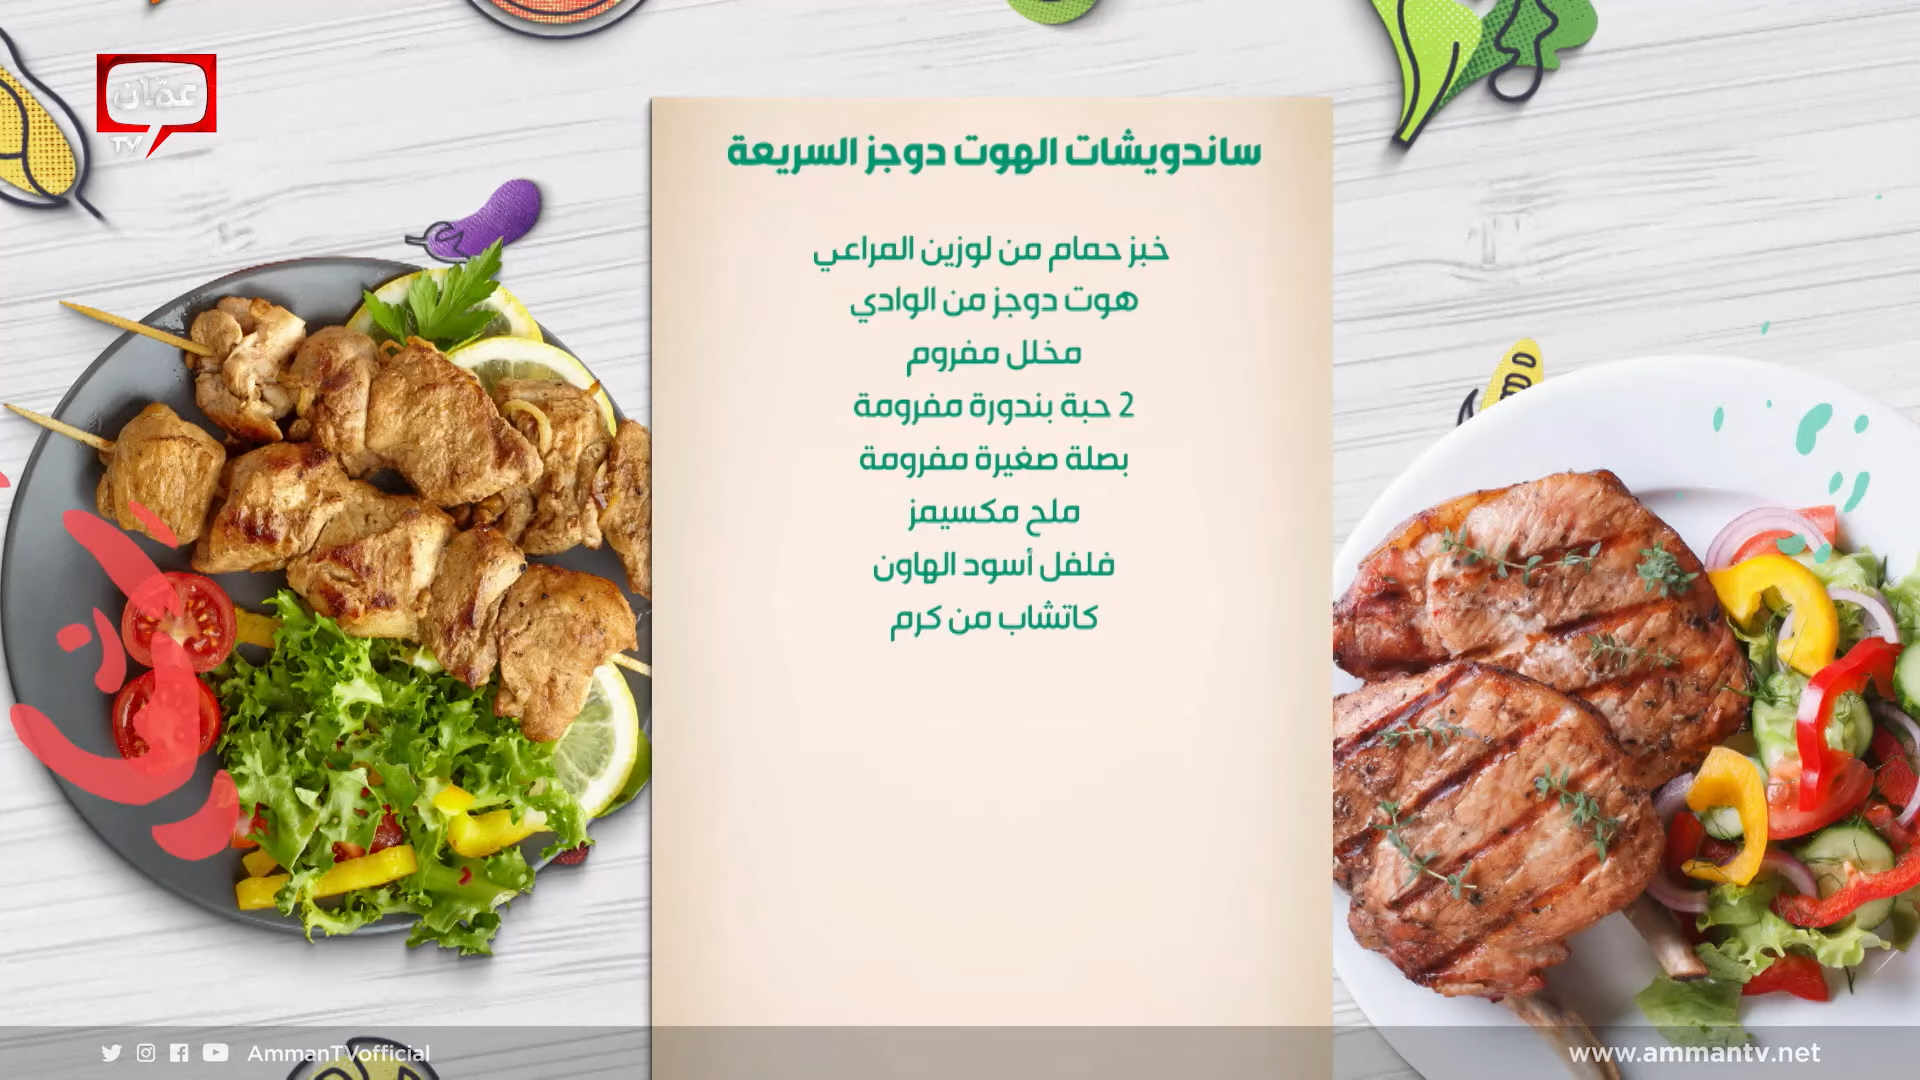 عمّان
TV
ساندويشات الهوت دوجز السريعة
خبز حمام من لوزين المراعي
هوت دوجز من الوادي
مخلل مفروم
2 حبة بندورة مفرومة
بصلة صغيرة مفرومة
ملح مكسيمز
فلفل أسود الهاون
كاتشاب من كرم
AmmanTVofficial
www.ammantv.net